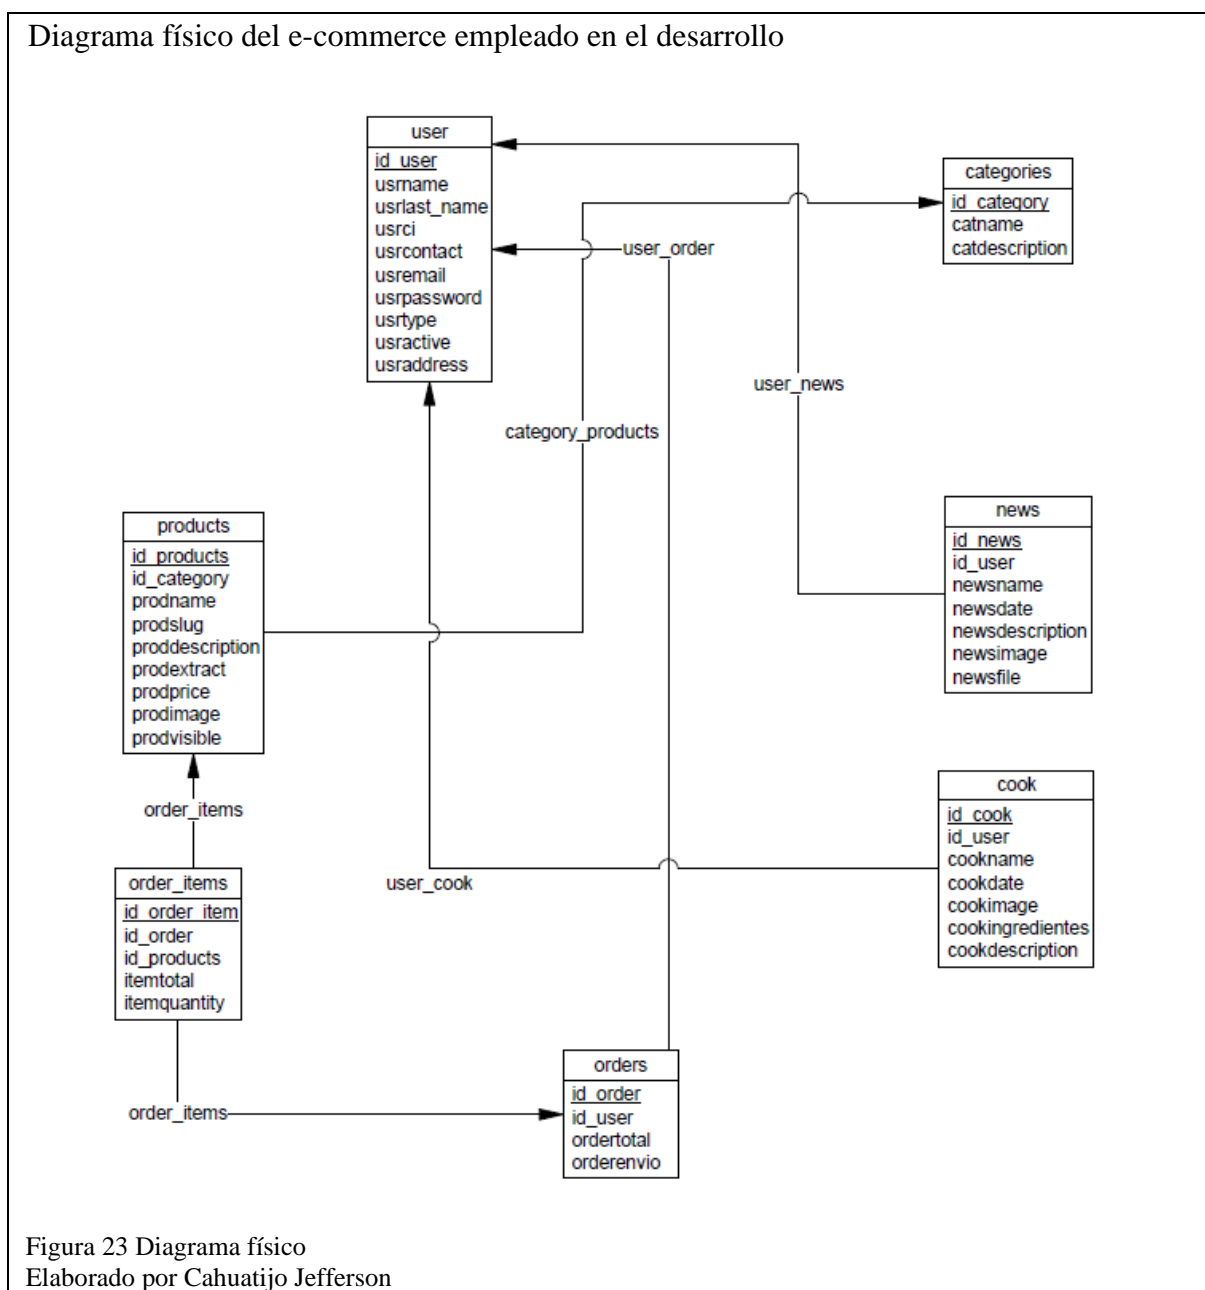 Diagrama físico del e-commerce empleado en el desarrollo
user
id_user
usrname
usrlast_name
usrci
usrcontact
usremail
usrpassword
usrtype
usractive
usraddress
categories
id_category
catname
catdescription
user_order
user_news
category_products
products
id_products
id_category
prodname
prodslug
proddescription
prodextract
prodprice
prodimage
prodvisible
news
id_news
id_user
newsname
newsdate
newsdescription
newsimage
newsfile
order_items
cook
id_cook
id_user
cookname
cookdate
cookimage
cookingredientes
cookdescription
user_cook
order_items
id_order_item
id_order
id_products
itemtotal
itemquantity
order_items
orders
id_order
id_user
ordertotal
orderenvio
Figura 23 Diagrama físico
Elaborado por Cahuatijo Jefferson